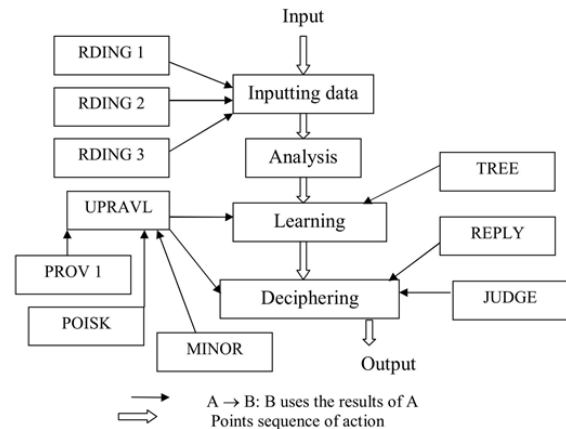 Input
RDING 1
Inputting data
RDING 2
RDING 3
Analysis
TREE
UPRAVL
Learning
REPLY
PROV 1
Deciphering
JUDGE
POISK
MINOR
Output
A → B: B uses the results of A
Points sequence of action